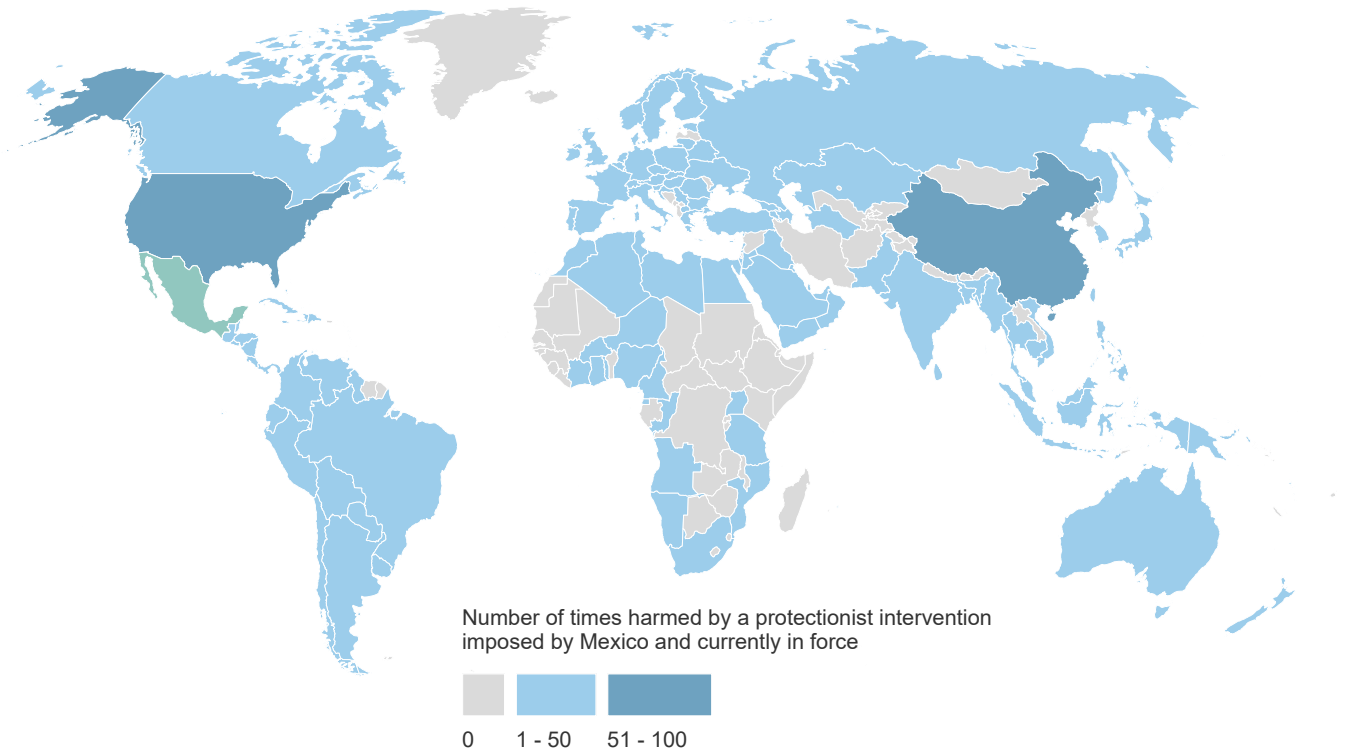 Number of times harmed by a protectionist intervention
imposed by Mexico and currently in force
0 1 - 50 51 - 100